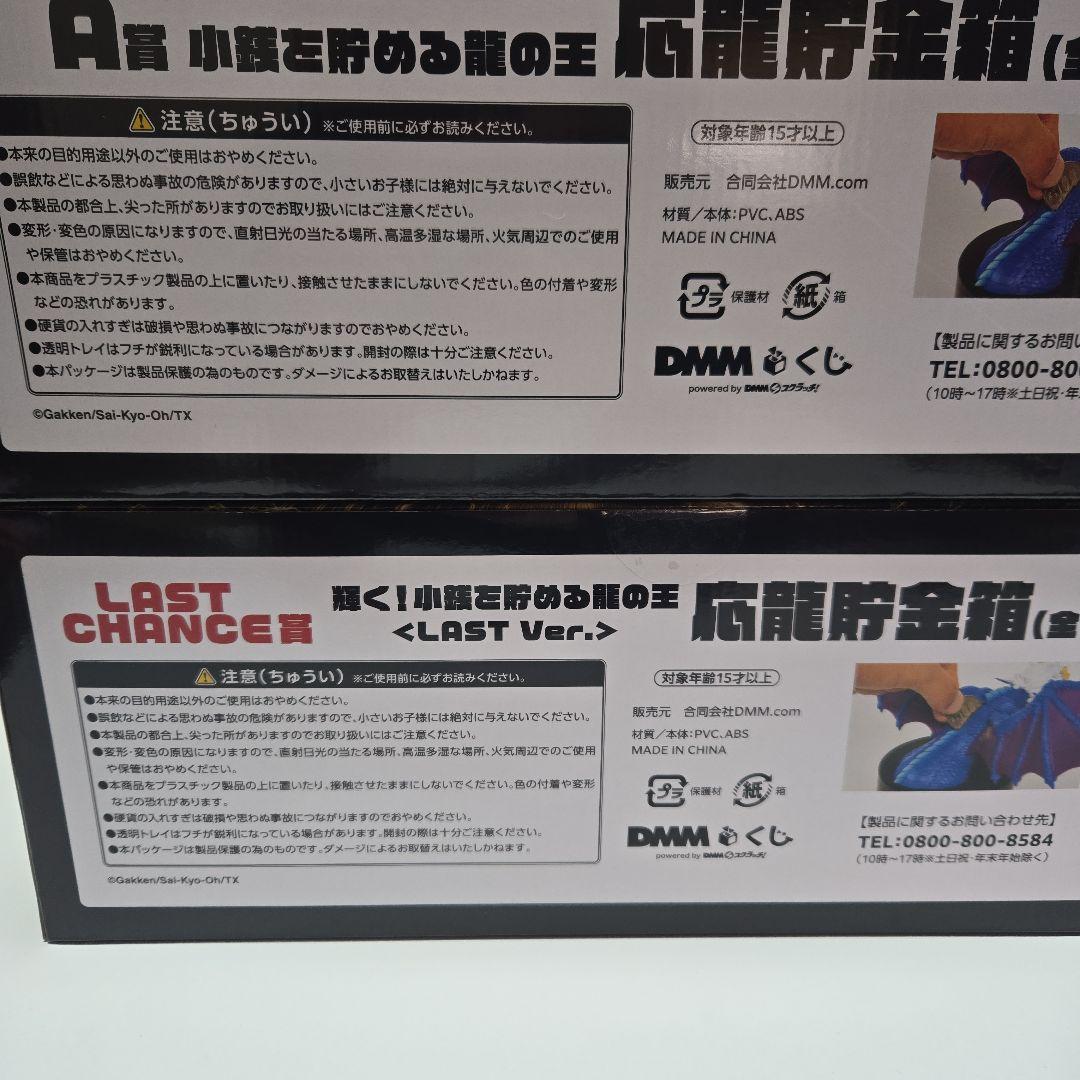 A賞 小銭を貯める龍の王 応龍貯金箱(全
⚠注意(ちゅうい) ※ご使用前に必ずお読みください。
●本来の目的用途以外のご使用はおやめください。
●誤飲などによる思わぬ事故の危険がありますので、小さいお子様には絶対に与えないでください。
●本製品の都合上、尖った所がありますのでお取り扱いにはご注意ください。
●変形・変色の原因になりますので、直射日光の当たる場所、高温多湿な場所、火気周辺でのご使用
や保管はおやめください。
●本商品をプラスチック製品の上に置いたり、接触させたままにしないでください。色の付着や変形
などの恐れがあります。
●硬貨の入れすぎは破損や思わぬ事故につながりますのでおやめください。
●透明トレイはフチが鋭利になっている場合があります。開封の際は十分ご注意ください。
●本パッケージは製品保護の為のものです。ダメージによるお取替えはいたしかねます。
©Gakken/Sai-Kyo-Oh/TX
対象年齢15才以上
販売元 合同会社DMM.com
材質/本体:PVC、ABS
MADE IN CHINA
プラ 保護材 紙 箱
DMM くじ
powered by DMM スクラッチ!
【製品に関するお問い
TEL:0800-80
(10時～17時※土日祝・年
LAST
CHANCE賞
輝く!小銭を貯める龍の王
<LAST Ver.>
応龍貯金箱(全
⚠注意(ちゅうい) ※ご使用前に必ずお読みください。
●本来の目的用途以外のご使用はおやめください。
●誤飲などによる思わぬ事故の危険がありますので、小さいお子様には絶対に与えないでください。
●本製品の都合上、尖った所がありますのでお取り扱いにはご注意ください。
●変形・変色の原因になりますので、直射日光の当たる場所、高温多湿な場所、火気周辺でのご使用
や保管はおやめください。
●本商品をプラスチック製品の上に置いたり、接触させたままにしないでください。色の付着や変形
などの恐れがあります。
●硬貨の入れすぎは破損や思わぬ事故につながりますのでおやめください。
●透明トレイはフチが鋭利になっている場合があります。開封の際は十分ご注意ください。
●本パッケージは製品保護の為のものです。ダメージによるお取替えはいたしかねます。
©Gakken/Sai-Kyo-Oh/TX
対象年齢15才以上
販売元 合同会社DMM.com
材質/本体:PVC、ABS
MADE IN CHINA
プラ 保護材 紙 箱
DMM くじ
powered by DMM スクラッチ!
【製品に関するお問い合わせ先】
TEL:0800-800-8584
(10時～17時※土日祝・年末年始除く)